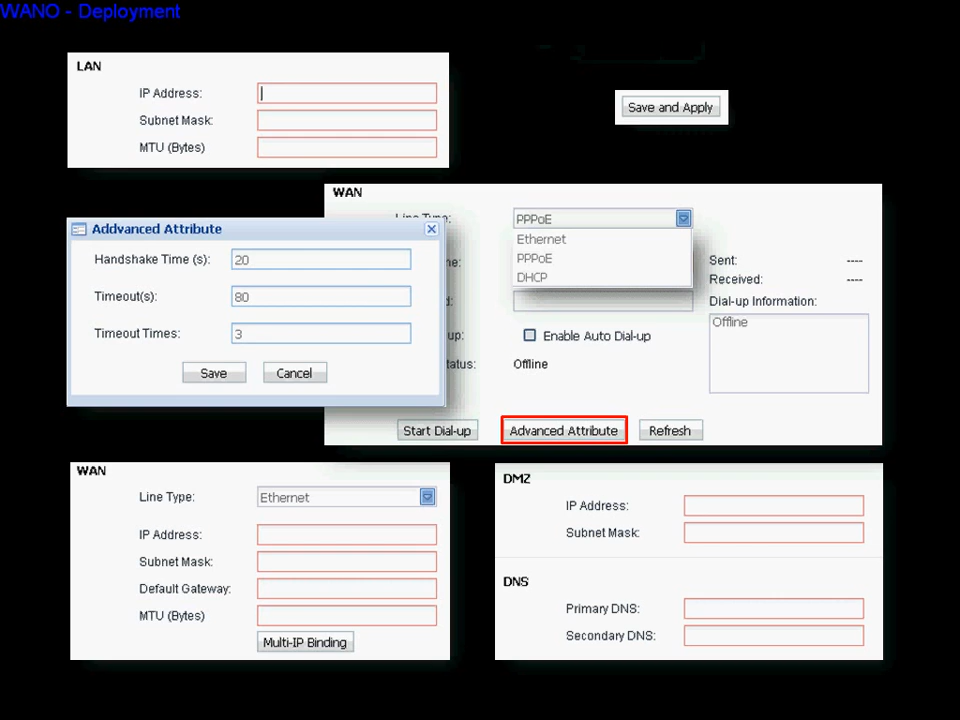 WANO - Deployment
LAN
IP Address:
Subnet Mask:
MTU (Bytes)
Save and Apply
WAN
Line Type:
PPPoE
Ethernet
PPPoE
DHCP
Sent: ----
Received: ----
Dial-up Information:
Offline
Enable Auto Dial-up
Offline
Start Dial-up
Advanced Attribute
Refresh
Addvanced Attribute
Handshake Time (s): 20
Timeout(s): 80
Timeout Times: 3
Save
Cancel
WAN
Line Type: Ethernet
IP Address:
Subnet Mask:
Default Gateway:
MTU (Bytes)
Multi-IP Binding
DMZ
IP Address:
Subnet Mask:
DNS
Primary DNS:
Secondary DNS: